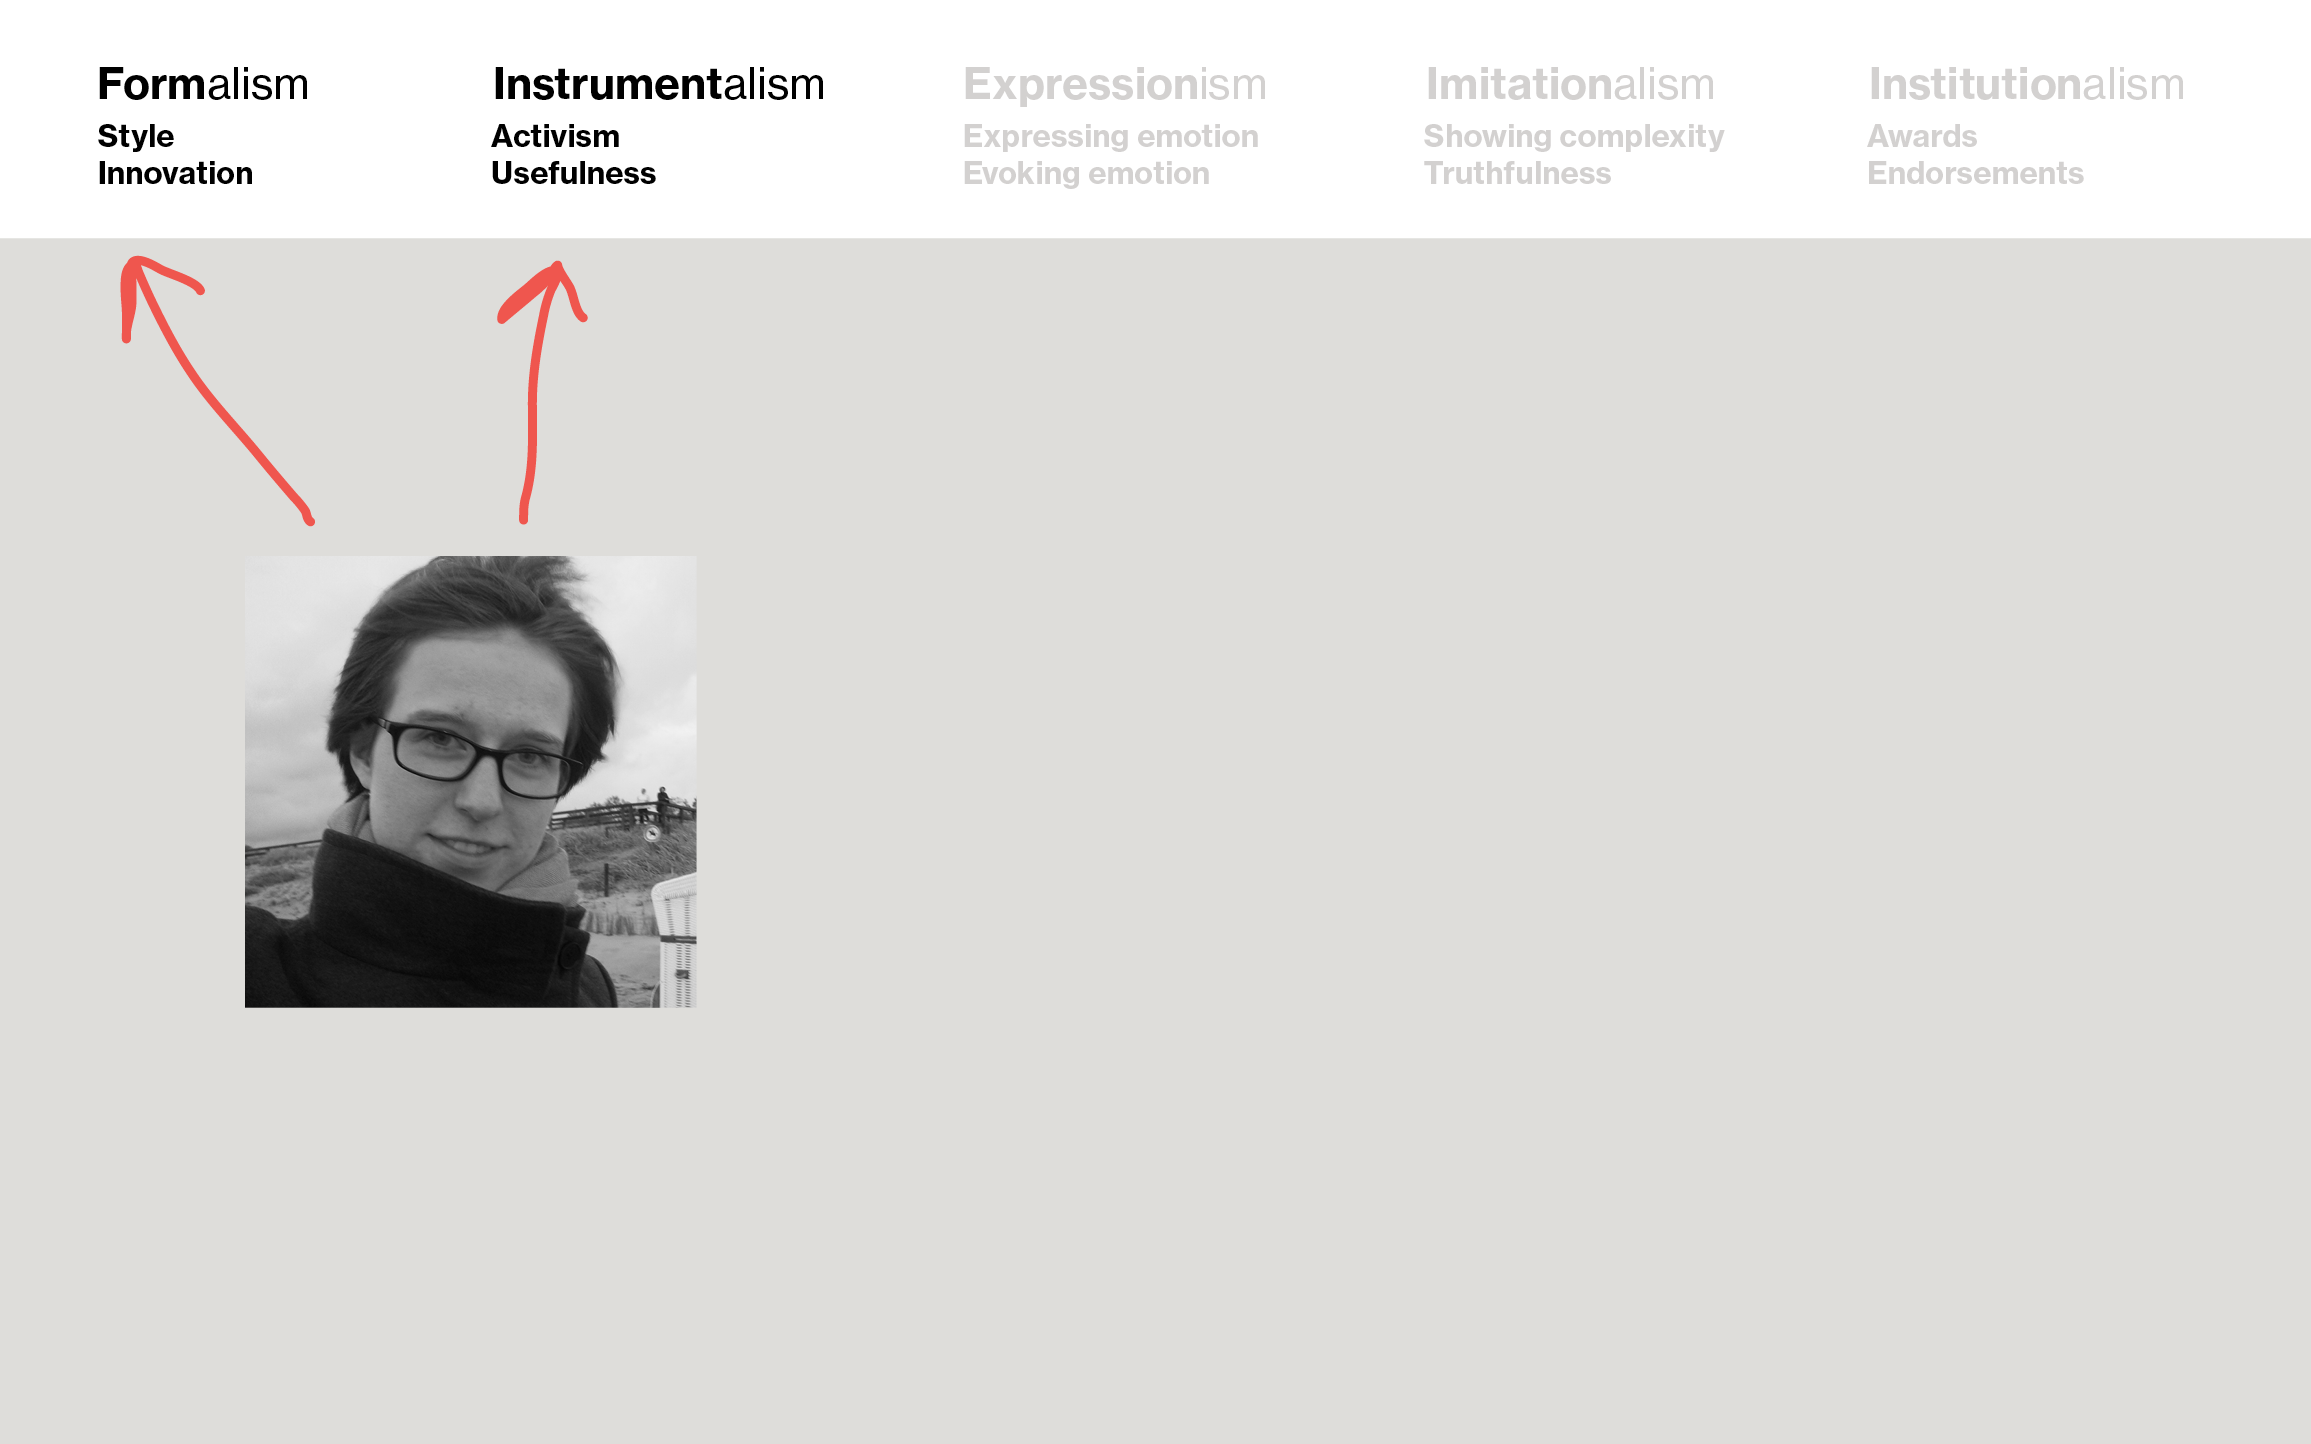 Formalism
Style
Innovation
Instrumentalism
Activism
Usefulness
Expressionism
Expressing emotion
Evoking emotion
Imitationalism
Showing complexity
Truthfulness
Institutionalism
Awards
Endorsements